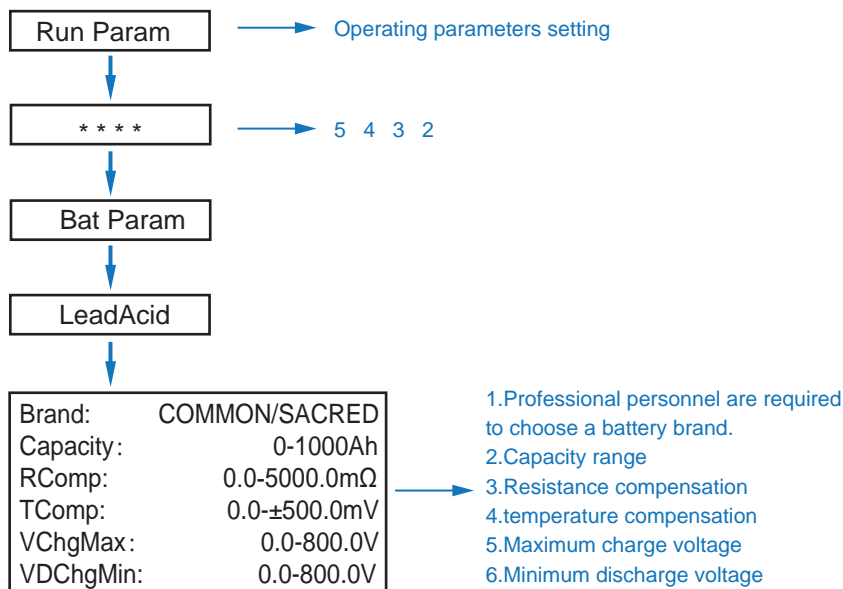 Run Param
Operating parameters setting
* * * *
5 4 3 2
Bat Param
LeadAcid
Brand: COMMON/SACRED
Capacity: 0-1000Ah
RComp: 0.0-5000.0mΩ
TComp: 0.0-±500.0mV
VChgMax: 0.0-800.0V
VDChgMin: 0.0-800.0V
1.Professional personnel are required
to choose a battery brand.
2.Capacity range
3.Resistance compensation
4.temperature compensation
5.Maximum charge voltage
6.Minimum discharge voltage